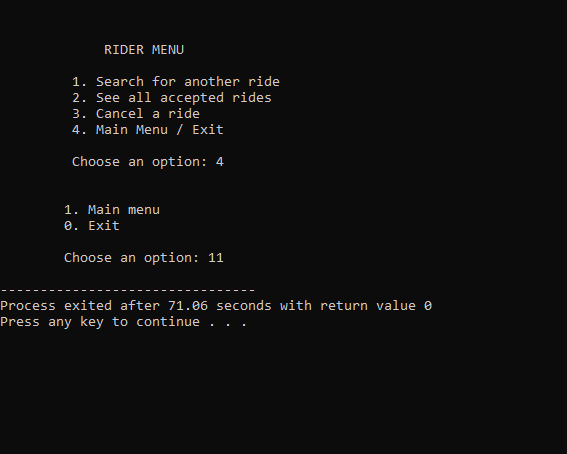 RIDER MENU
1. Search for another ride
2. See all accepted rides
3. Cancel a ride
4. Main Menu / Exit
Choose an option: 4
1. Main menu
0. Exit
Choose an option: 11
--------------------------------
Process exited after 71.06 seconds with return value 0
Press any key to continue . . .